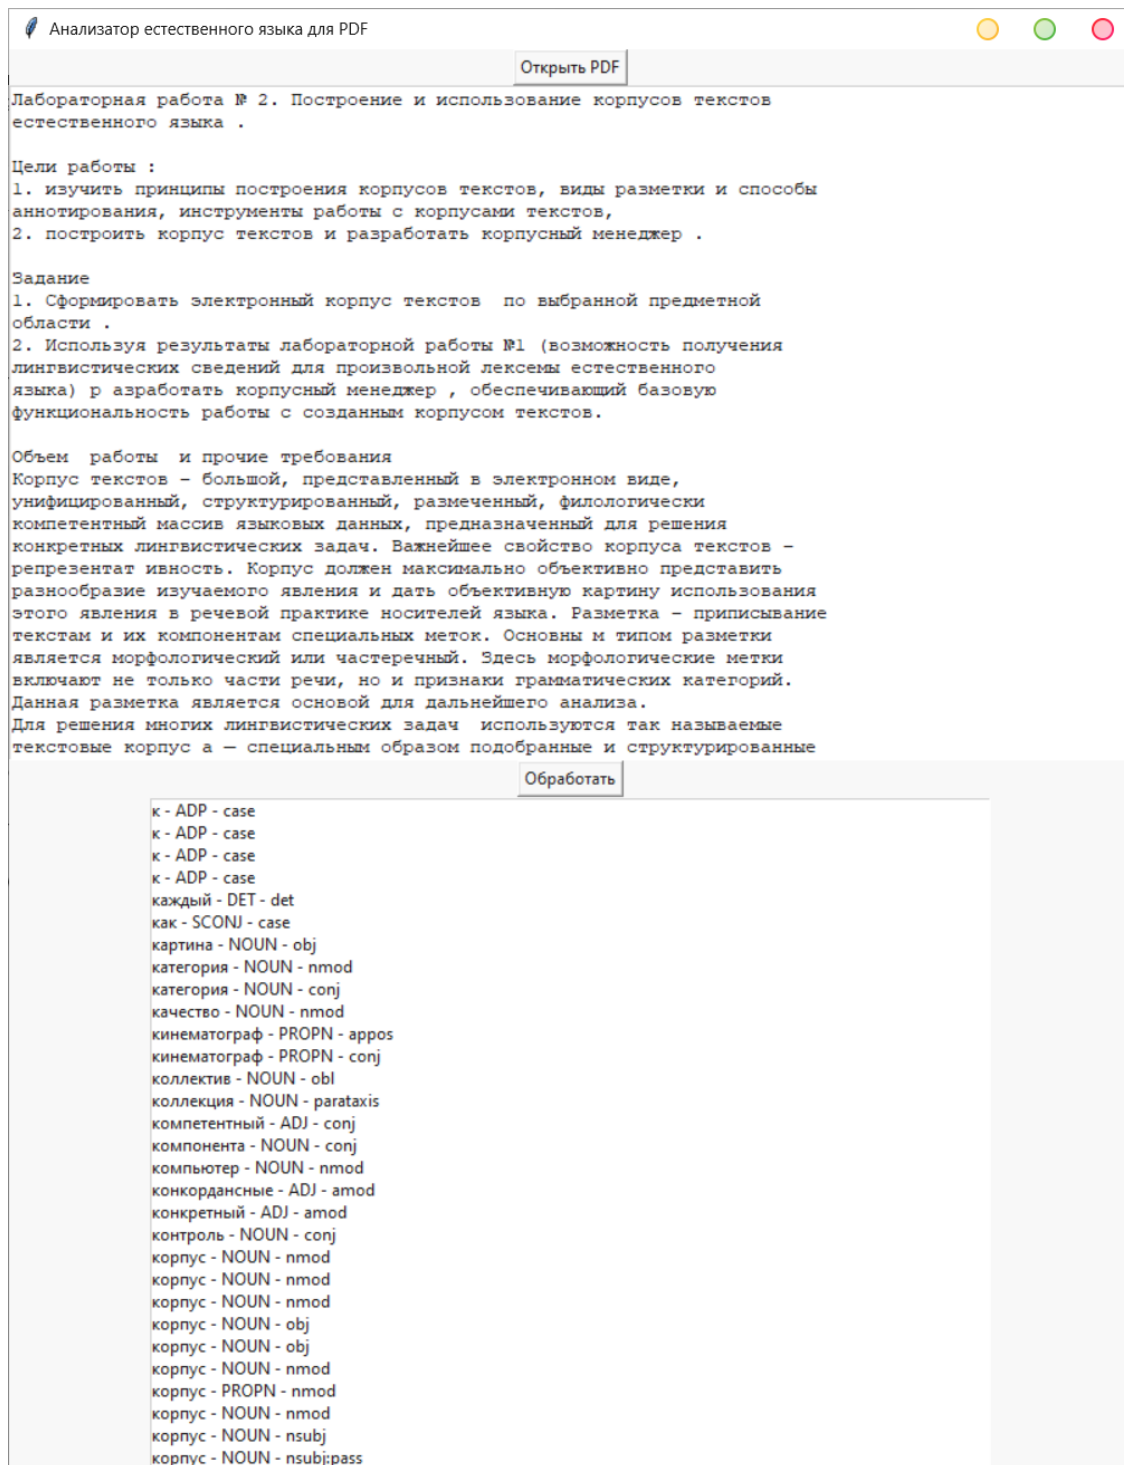 Анализатор естественного языка для PDF
Открыть PDF
Лабораторная работа № 2. Построение и использование корпусов текстов
естественного языка .
Цели работы :
1. изучить принципы построения корпусов текстов, виды разметки и способы
аннотирования, инструменты работы с корпусами текстов,
2. построить корпус текстов и разработать корпусный менеджер .
Задание
1. Сформировать электронный корпус текстов  по выбранной предметной
области .
2. Используя результаты лабораторной работы №1 (возможность получения
лингвистических сведений для произвольной лексемы естественного
языка) р азработать корпусный менеджер , обеспечивающий базовую
функциональность работы с созданным корпусом текстов.
Объем  работы  и прочие требования
Корпус текстов – большой, представленный в электронном виде,
унифицированный, структурированный, размеченный, филологически
компетентный массив языковых данных, предназначенный для решения
конкретных лингвистических задач. Важнейшее свойство корпуса текстов –
репрезентат ивность. Корпус должен максимально объективно представить
разнообразие изучаемого явления и дать объективную картину использования
этого явления в речевой практике носителей языка. Разметка – приписывание
текстам и их компонентам специальных меток. Основны м типом разметки
является морфологический или частеречный. Здесь морфологические метки
включают не только части речи, но и признаки грамматических категорий.
Данная разметка является основой для дальнейшего анализа.
Для решения многих лингвистических задач  используются так называемые
текстовые корпус а — специальным образом подобранные и структурированные
Обработать
к - ADP - case
к - ADP - case
к - ADP - case
к - ADP - case
каждый - DET - det
как - SCONJ - case
картина - NOUN - obj
категория - NOUN - nmod
категория - NOUN - conj
качество - NOUN - nmod
кинематограф - PROPN - appos
кинематограф - PROPN - conj
коллектив - NOUN - obl
коллекция - NOUN - parataxis
компетентный - ADJ - conj
компонента - NOUN - conj
компьютер - NOUN - nmod
конкордансные - ADJ - amod
конкретный - ADJ - amod
контроль - NOUN - conj
корпус - NOUN - nmod
корпус - NOUN - nmod
корпус - NOUN - nmod
корпус - NOUN - obj
корпус - NOUN - obj
корпус - NOUN - nmod
корпус - PROPN - nmod
корпус - NOUN - nmod
корпус - NOUN - nsubj
корпус - NOUN - nsubj:pass